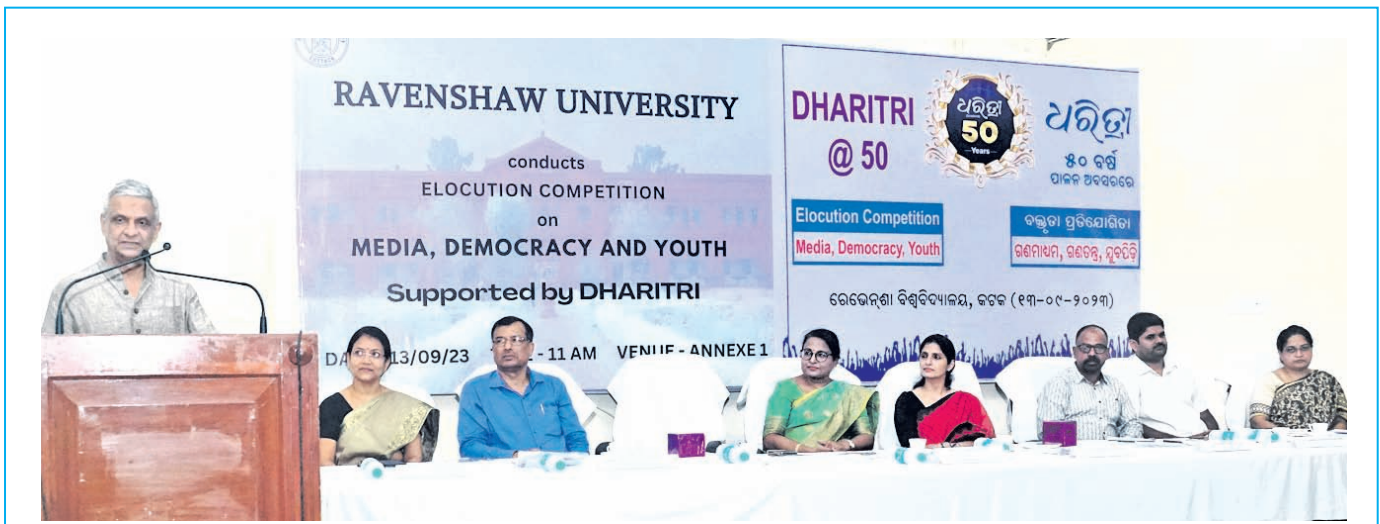 RAVENSHAW UNIVERSITY
conducts
ELOCUTION COMPETITION
on
MEDIA, DEMOCRACY AND YOUTH
Supported by DHARITRI
13/09/23 - 11 AM VENUE - ANNEXE 1
DHARITRI
@ 50
ଧରିତ୍ରୀ
50
Years
ଧରିତ୍ରୀ
୫୦ ବର୍ଷ
ପାଳନ ଅବସରରେ
Elocution Competition
Media, Democracy, Youth
ବକ୍ତୃତା ପ୍ରତିଯୋଗିତା
ଗଣମାଧ୍ୟମ, ଗଣତନ୍ତ୍ର, ଯୁବପିଢ଼ି
ରେଭେନ୍ଶା ବିଶ୍ୱବିଦ୍ୟାଳୟ, କଟକ (୧୩-୦୯-୨୦୨୩)